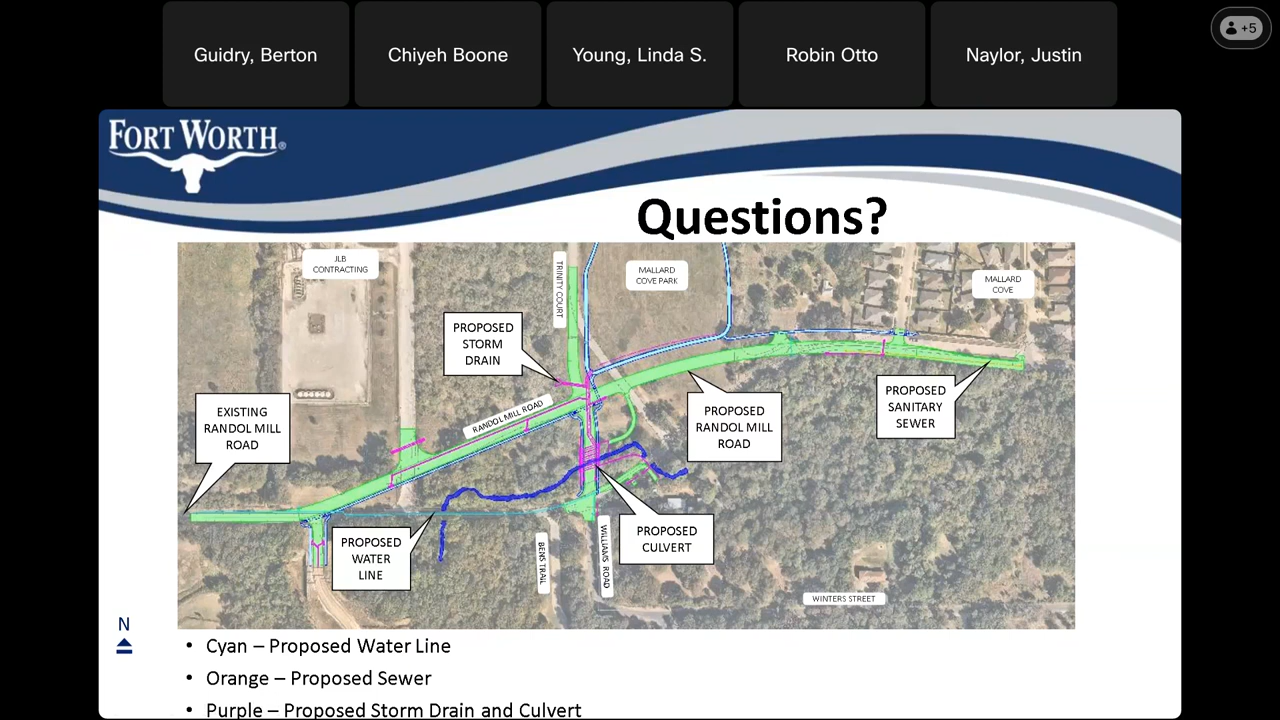 Guidry, Berton
Chiyeh Boone
Young, Linda S.
Robin Otto
Naylor, Justin
+5
FORT WORTH®
Questions?
JLB
CONTRACTING
TRINITY COURT
MALLARD
COVE PARK
MALLARD
COVE
PROPOSED
STORM
DRAIN
EXISTING
RANDOL MILL
ROAD
RANDOL MILL ROAD
PROPOSED
RANDOL MILL
ROAD
PROPOSED
SANITARY
SEWER
PROPOSED
WATER
LINE
BENS TRAIL
WILLIAMS ROAD
PROPOSED
CULVERT
WINTERS STREET
N
• Cyan – Proposed Water Line
• Orange – Proposed Sewer
• Purple – Proposed Storm Drain and Culvert